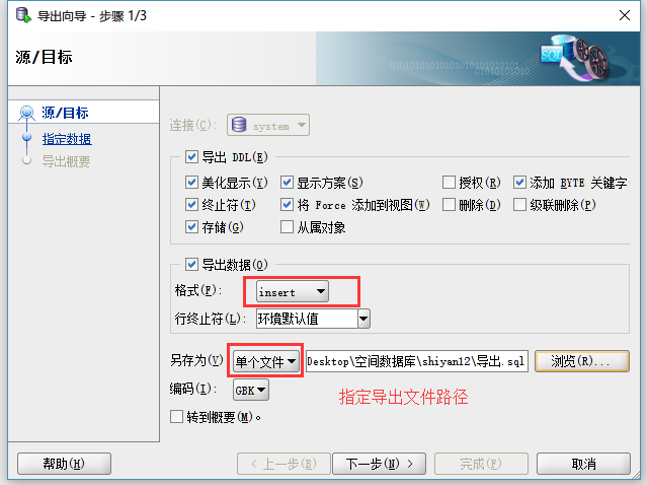 导出向导 - 步骤 1/3
源/目标
源/目标
指定数据
导出概要
连接(C): system
导出 DDL(E)
美化显示(Y) 显示方案(S) 授权(R) 添加 BYTE 关键字
终止符(T) 将 Force 添加到视图(W) 删除(D) 级联删除(P)
存储(G) 从属对象
导出数据(O)
格式(F): insert
行终止符(L): 环境默认值
另存为(V) 单个文件 Desktop\空间数据库\shiyan12\导出.sql 浏览(R)...
编码(I): GBK
指定导出文件路径
转到概要(M)。
帮助(H) < 上一步(B) 下一步(N) > 完成(F) 取消